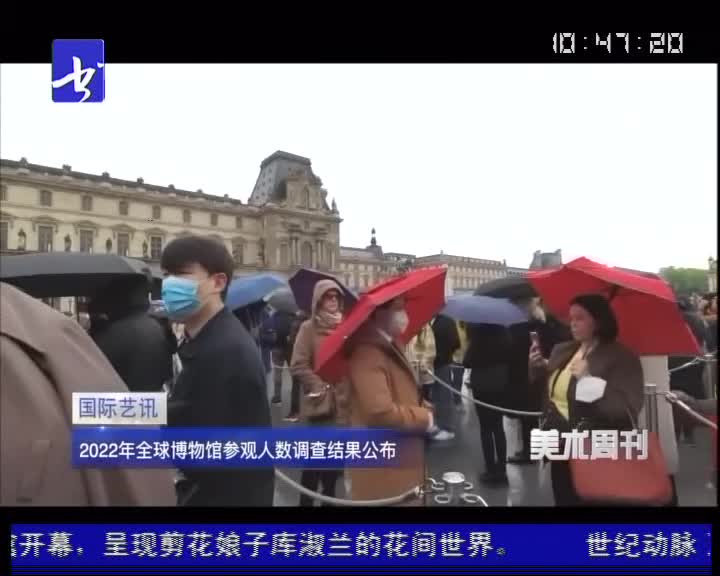 10:47:20
国际艺讯
2022年全球博物馆参观人数调查结果公布
美术周刊
开幕，呈现剪花娘子库淑兰的花间世界。 世纪动脉